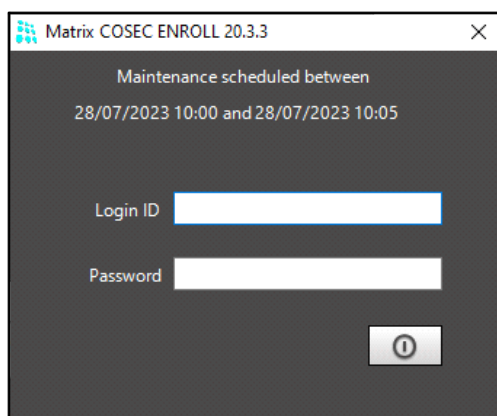 Matrix COSEC ENROLL 20.3.3
Maintenance scheduled between
28/07/2023 10:00 and 28/07/2023 10:05
Login ID
Password